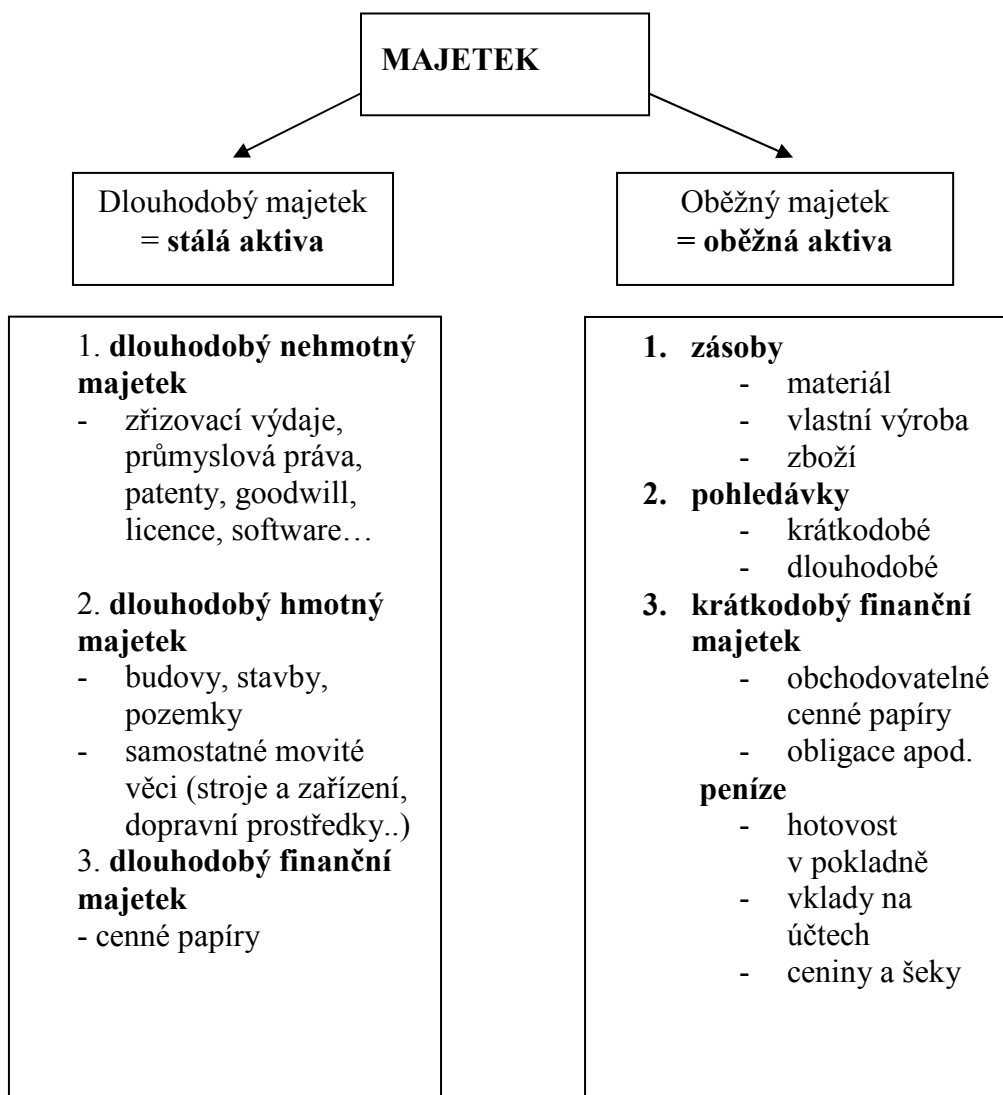 MAJETEK
Dlouhodobý majetek
= stálá aktiva
Oběžný majetek
= oběžná aktiva
1. dlouhodobý nehmotný
majetek
- zřizovací výdaje,
průmyslová práva,
patenty, goodwill,
licence, software…
2. dlouhodobý hmotný
majetek
- budovy, stavby,
pozemky
- samostatné movité
věci (stroje a zařízení,
dopravní prostředky..)
3. dlouhodobý finanční
majetek
- cenné papíry
1. zásoby
- materiál
- vlastní výroba
- zboží
2. pohledávky
- krátkodobé
- dlouhodobé
3. krátkodobý finanční
majetek
- obchodovatelné
cenné papíry
- obligace apod.
peníze
- hotovost
v pokladně
- vklady na
účtech
- ceniny a šeky